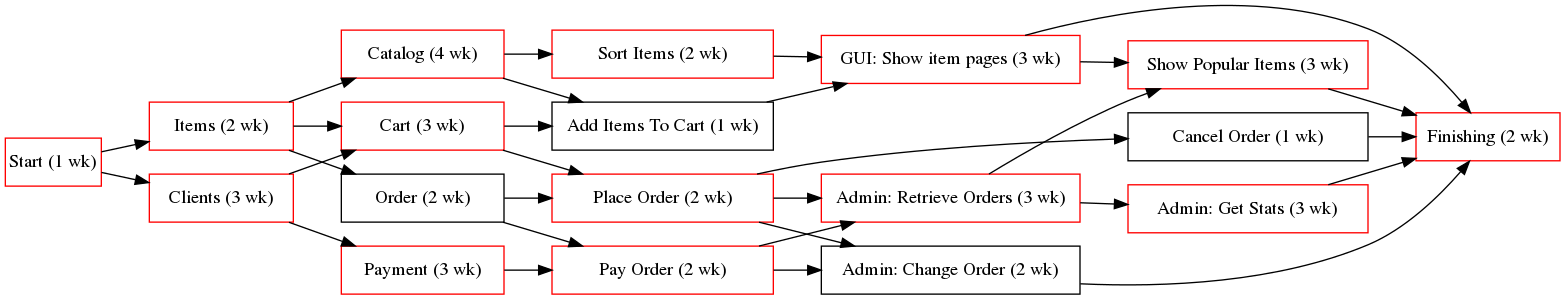 Start (1 wk)
Items (2 wk)
Clients (3 wk)
Catalog (4 wk)
Cart (3 wk)
Order (2 wk)
Payment (3 wk)
Sort Items (2 wk)
Add Items To Cart (1 wk)
Place Order (2 wk)
Pay Order (2 wk)
GUI: Show item pages (3 wk)
Admin: Retrieve Orders (3 wk)
Admin: Change Order (2 wk)
Show Popular Items (3 wk)
Cancel Order (1 wk)
Admin: Get Stats (3 wk)
Finishing (2 wk)